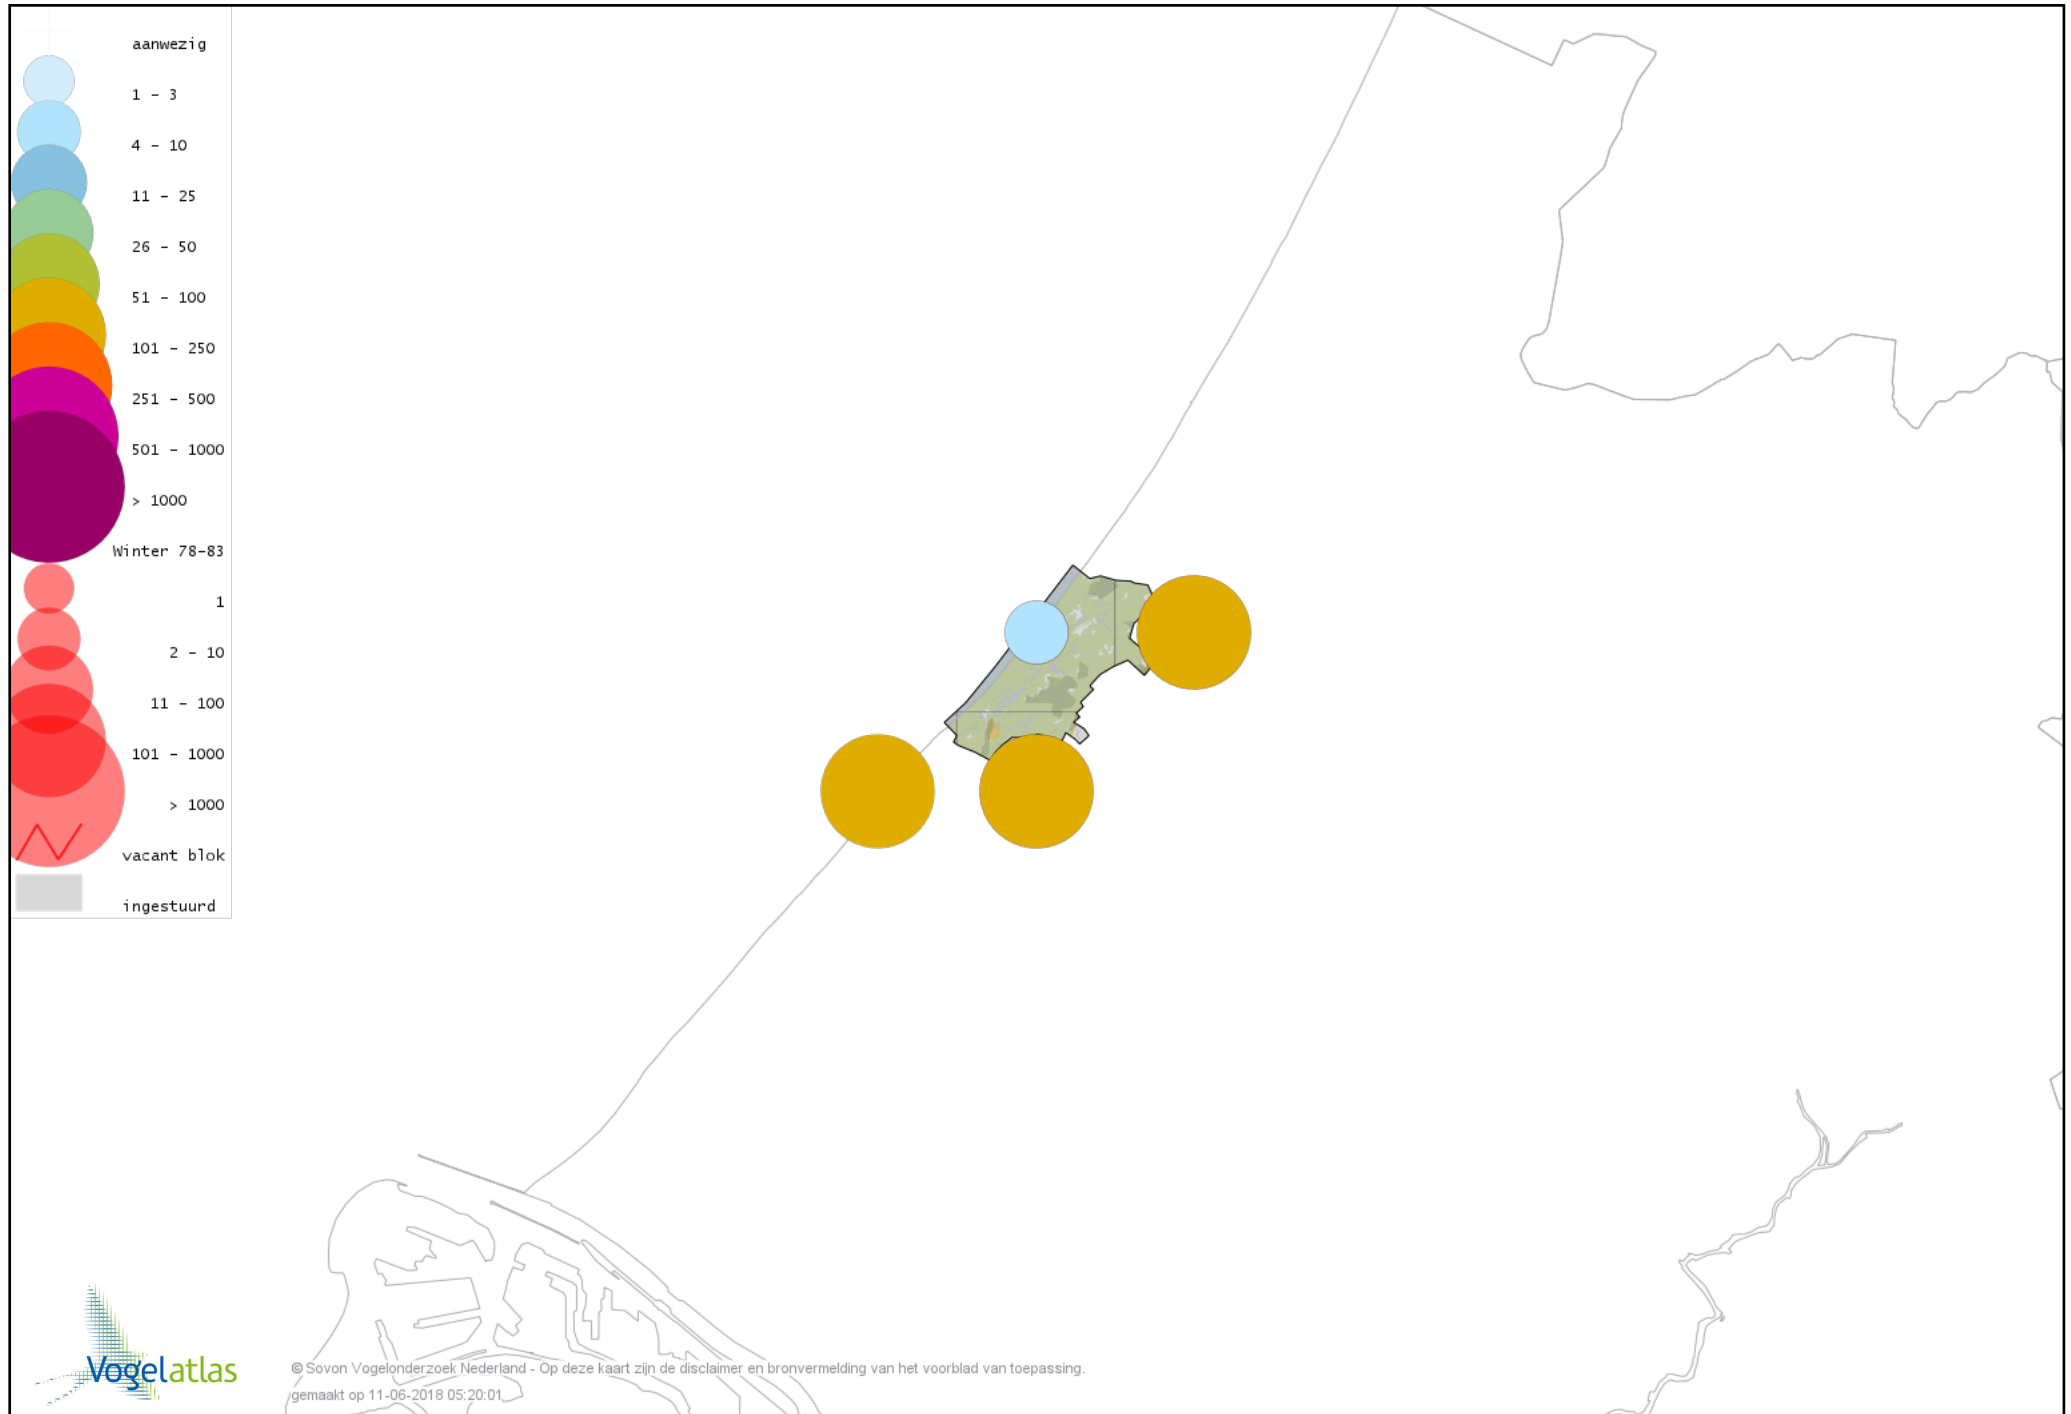 aanwezig
1 - 3
4 - 10
11 - 25
26 - 50
51 - 100
101 - 250
251 - 500
501 - 1000
> 1000
Winter 78-83
1
2 - 10
11 - 100
101 - 1000
> 1000
vacant blok
ingestuurd
Vogelatlas
© Sovon Vogelonderzoek Nederland - Op deze kaart zijn de disclaimer en bronvermelding van het voorblad van toepassing.
gemaakt op 11-06-2018 05:20:01